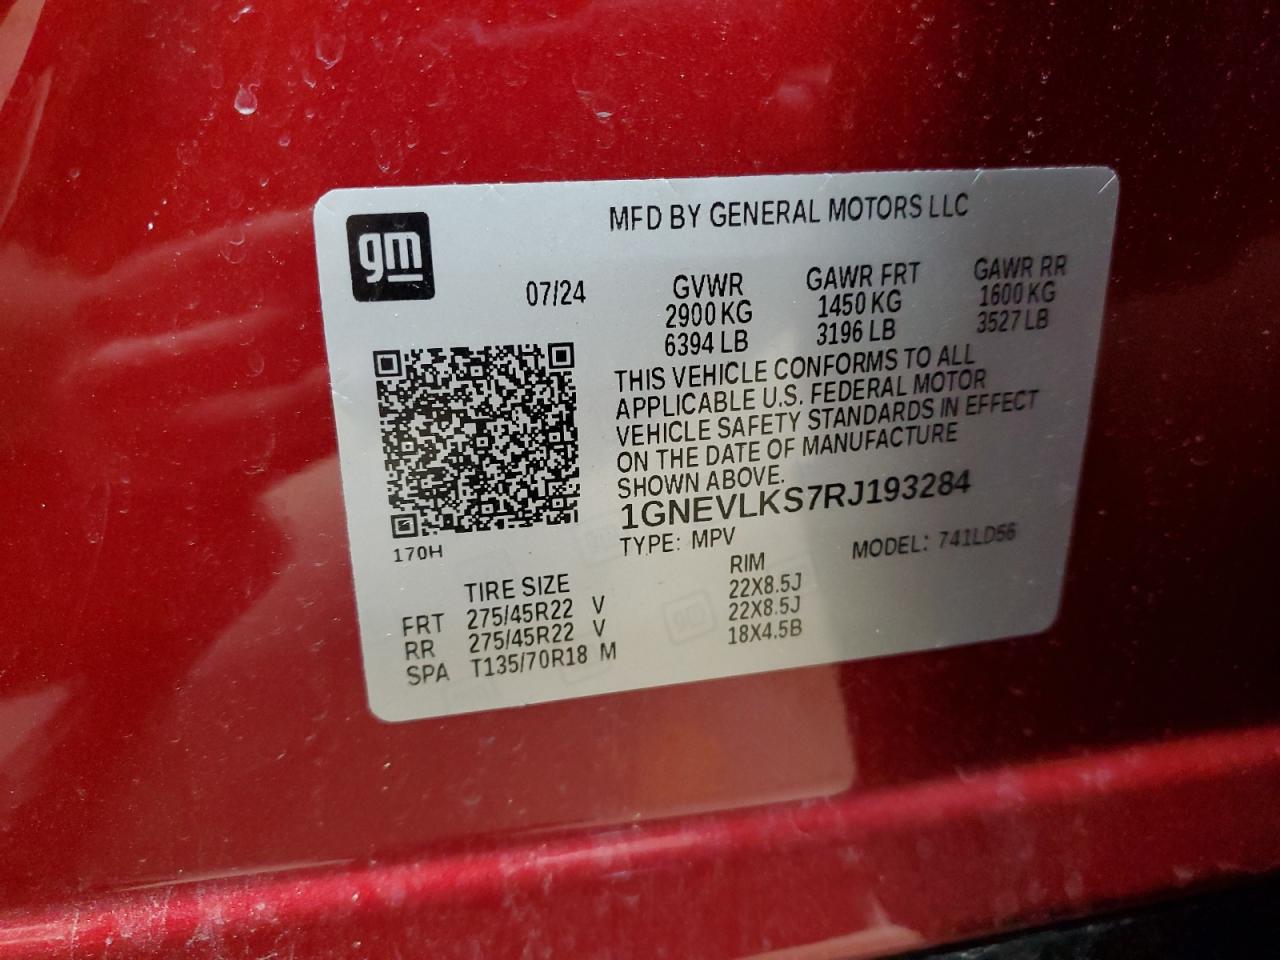 gm
MFD BY GENERAL MOTORS LLC
07/24
GVWR GAWR FRT GAWR RR
2900 KG 1450 KG 1600 KG
6394 LB 3196 LB 3527 LB
THIS VEHICLE CONFORMS TO ALL
APPLICABLE U.S. FEDERAL MOTOR
VEHICLE SAFETY STANDARDS IN EFFECT
ON THE DATE OF MANUFACTURE
SHOWN ABOVE.
1GNEVLKS7RJ193284
TYPE: MPV MODEL: 741LD56
170H
TIRE SIZE RIM
FRT 275/45R22 V 22X8.5J
RR 275/45R22 V 22X8.5J
SPA T135/70R18 M 18X4.5B
gm